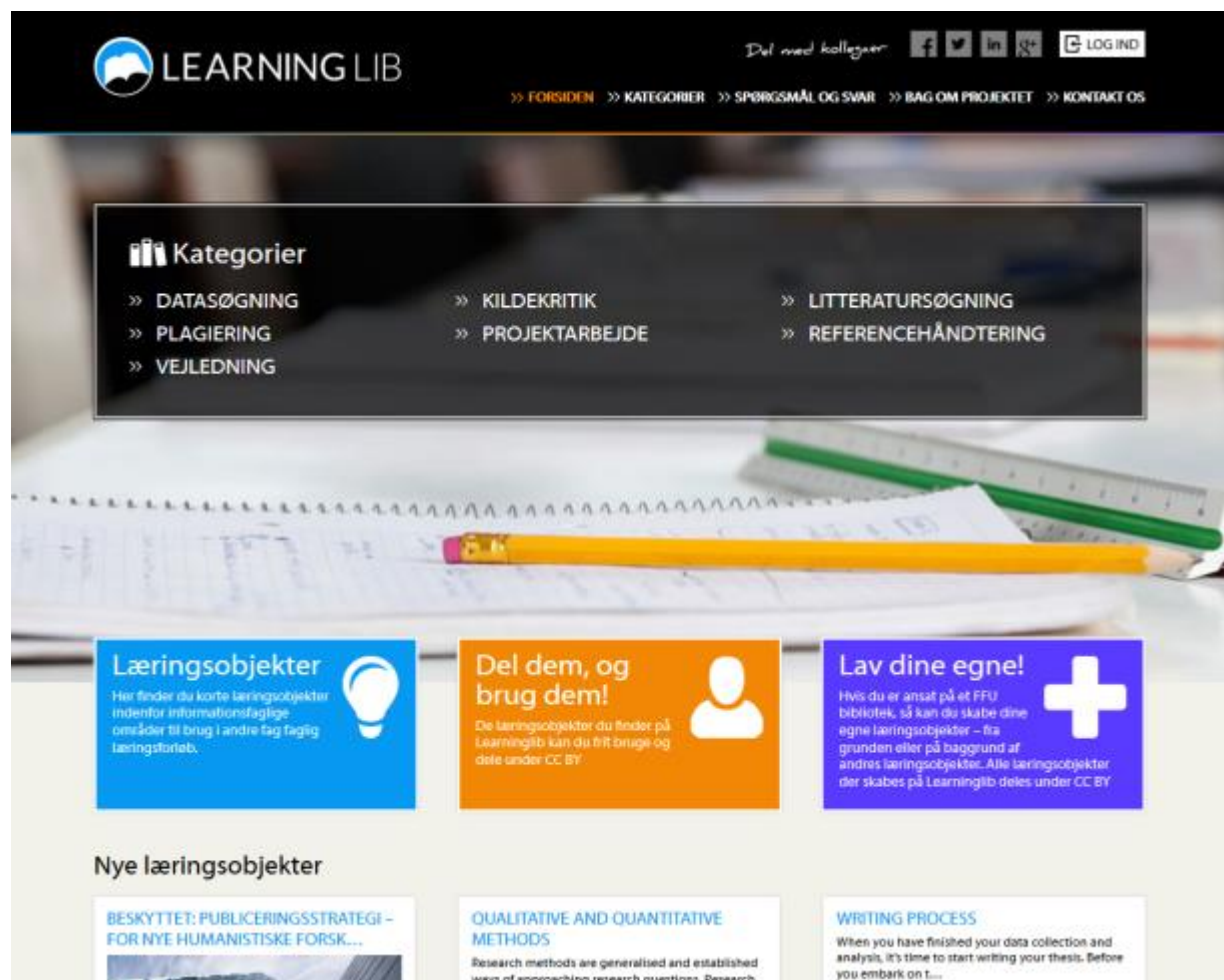 LEARNING LIB
Del med kollegaer
LOG IND
>> FORSIDEN >> KATEGORIER >> SPØRGSMÅL OG SVAR >> BAG OM PROJEKTET >> KONTAKT OS
Kategorier
>> DATASØGNING >> KILDEKRITIK >> LITTERATURSØGNING
>> PLAGIERING >> PROJEKTARBEJDE >> REFERENCEHÅNDTERING
>> VEJLEDNING
Læringsobjekter
Her finder du korte læringsobjekter
indenfor informationsfaglige
områder til brug i andre fag faglig
læringsforløb.
Del dem, og
brug dem!
De læringsobjekter du finder på
Learninglib kan du frit bruge og
dele under CC BY
Lav dine egne!
Hvis du er ansat på et FFU
bibliotek, så kan du skabe dine
egne læringsobjekter – fra
grunden eller på baggrund af
andres læringsobjekter. Alle læringsobjekter
der skabes på Learninglib deles under CC BY
Nye læringsobjekter
BESKYTTET: PUBLICERINGSSTRATEGI –
FOR NYE HUMANISTISKE FORSK...
QUALITATIVE AND QUANTITATIVE
METHODS
Research methods are generalised and established
ways of approaching research questions. Research
WRITING PROCESS
When you have finished your data collection and
analysis, it's time to start writing your thesis. Before
you embark on t...